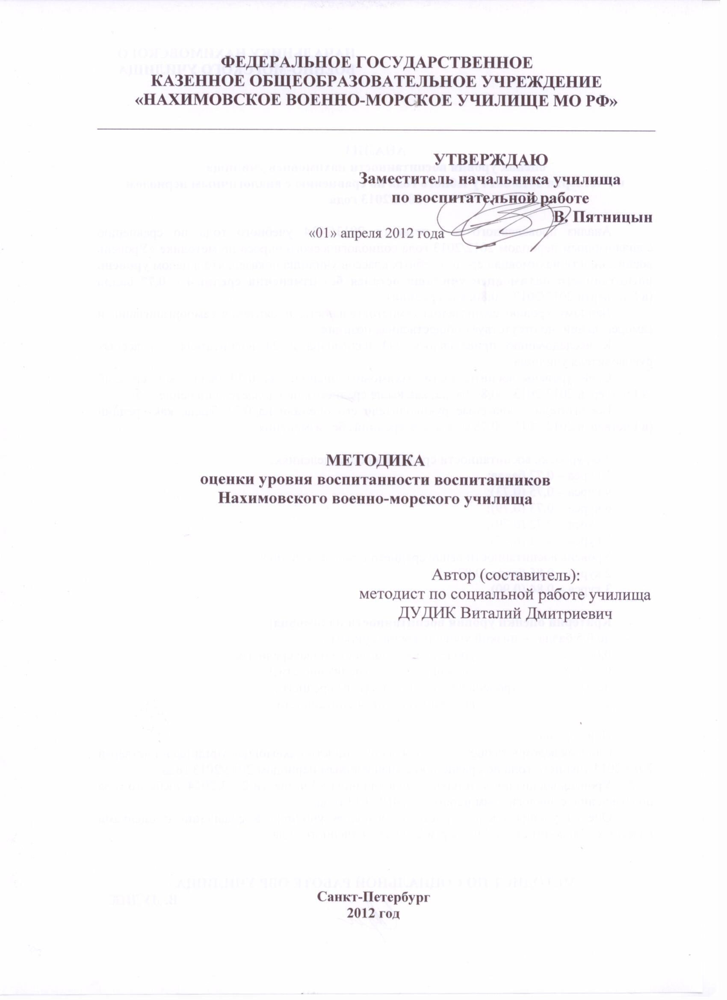 ФЕДЕРАЛЬНОЕ ГОСУДАРСТВЕННОЕ
КАЗЕННОЕ ОБЩЕОБРАЗОВАТЕЛЬНОЕ УЧРЕЖДЕНИЕ
«НАХИМОВСКОЕ ВОЕННО-МОРСКОЕ УЧИЛИЩЕ МО РФ»
УТВЕРЖДАЮ
Заместитель начальника училища
по воспитательной работе
В. Пятницын
«01» апреля 2012 года
МЕТОДИКА
оценки уровня воспитанности воспитанников
Нахимовского военно-морского училища
Автор (составитель):
методист по социальной работе училища
ДУДИК Виталий Дмитриевич
Санкт-Петербург
2012 год